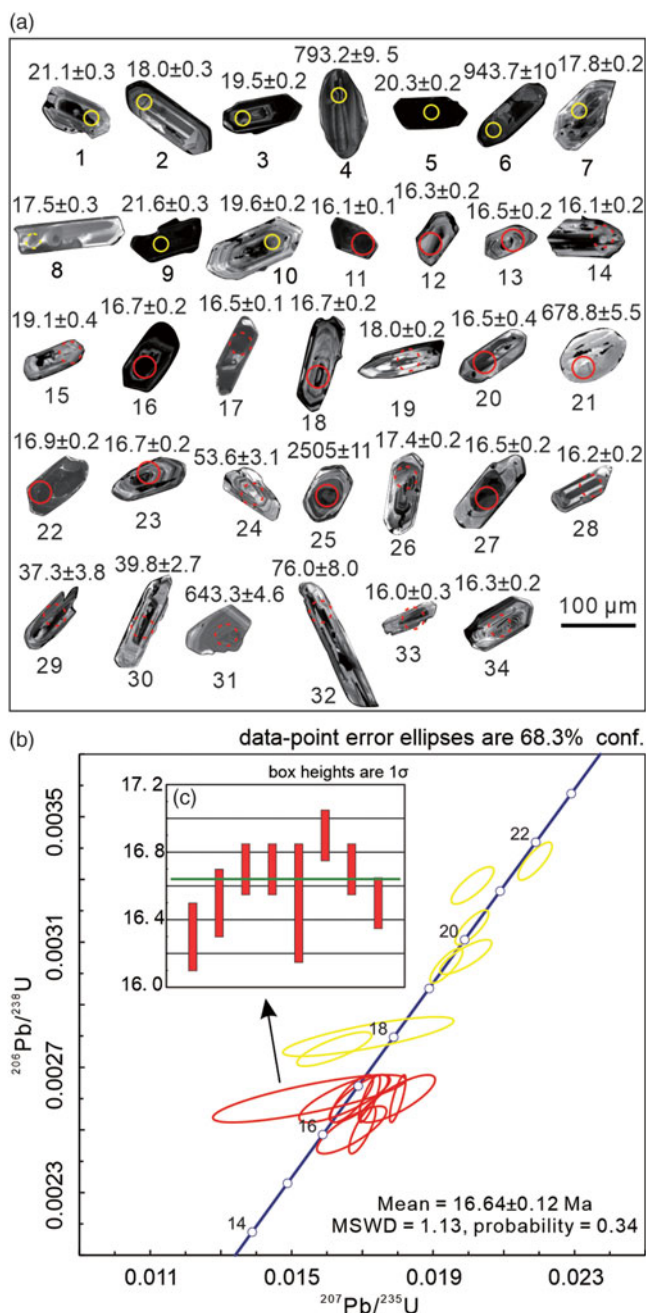 (a)
21.1±0.3 18.0±0.3 19.5±0.2 793.2±9.5 20.3±0.2 943.7±10 17.8±0.2
1 2 3 4 5 6 7
17.5±0.3 21.6±0.3 19.6±0.2 16.1±0.1 16.3±0.2 16.5±0.2 16.1±0.2
8 9 10 11 12 13 14
19.1±0.4 16.7±0.2 16.5±0.1 16.7±0.2 18.0±0.2 16.5±0.4 678.8±5.5
15 16 17 18 19 20 21
16.9±0.2 16.7±0.2 53.6±3.1 2505±11 17.4±0.2 16.5±0.2 16.2±0.2
22 23 24 25 26 27 28
37.3±3.8 39.8±2.7 643.3±4.6 76.0±8.0 16.0±0.3 16.3±0.2
100 µm
29 30 31 32 33 34
(b)
data-point error ellipses are 68.3% conf.
box heights are 1σ
(c)
17.2
16.8
16.4
16.0
0.0035
0.0031
0.0027
0.0023
206Pb/238U
22
20
18
16
14
Mean = 16.64±0.12 Ma
MSWD = 1.13, probability = 0.34
0.011 0.015 0.019 0.023
207Pb/235U